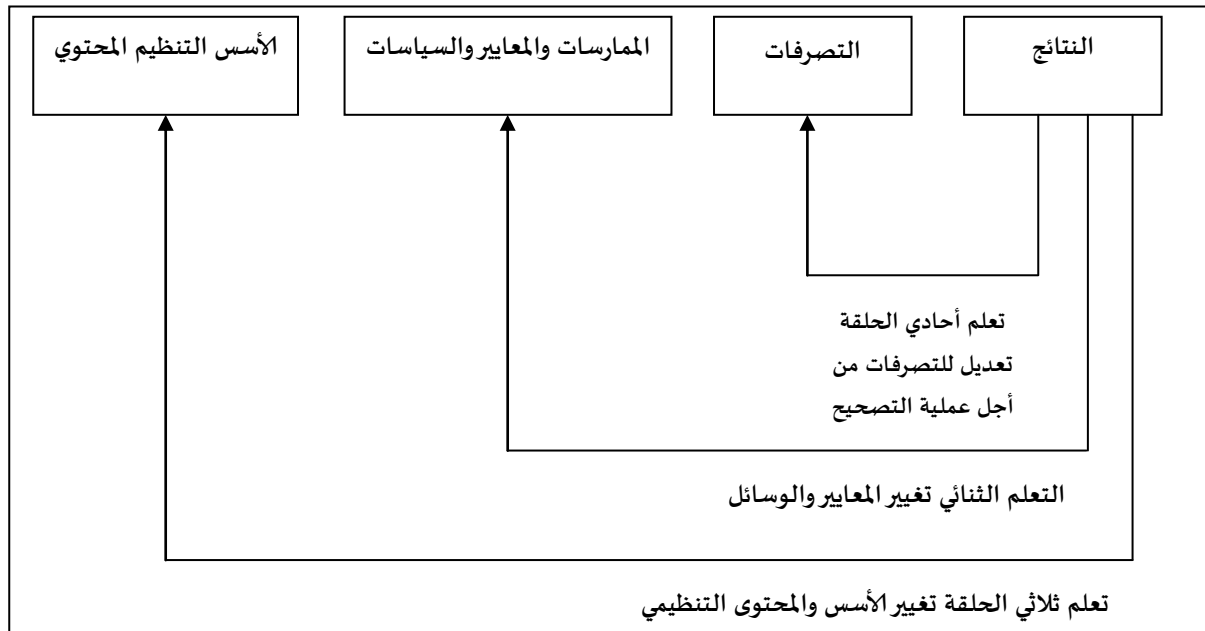 النتائج
التصرفات
الممارسات والمعايير والسياسات
الأسس التنظيم المحتوي
تعلم أحادي الحلقة
تعديل للتصرفات من
أجل عملية التصحيح
التعلم الثنائي تغيير المعايير والوسائل
تعلم ثلاثي الحلقة تغيير الأسس والمحتوى التنظيمي